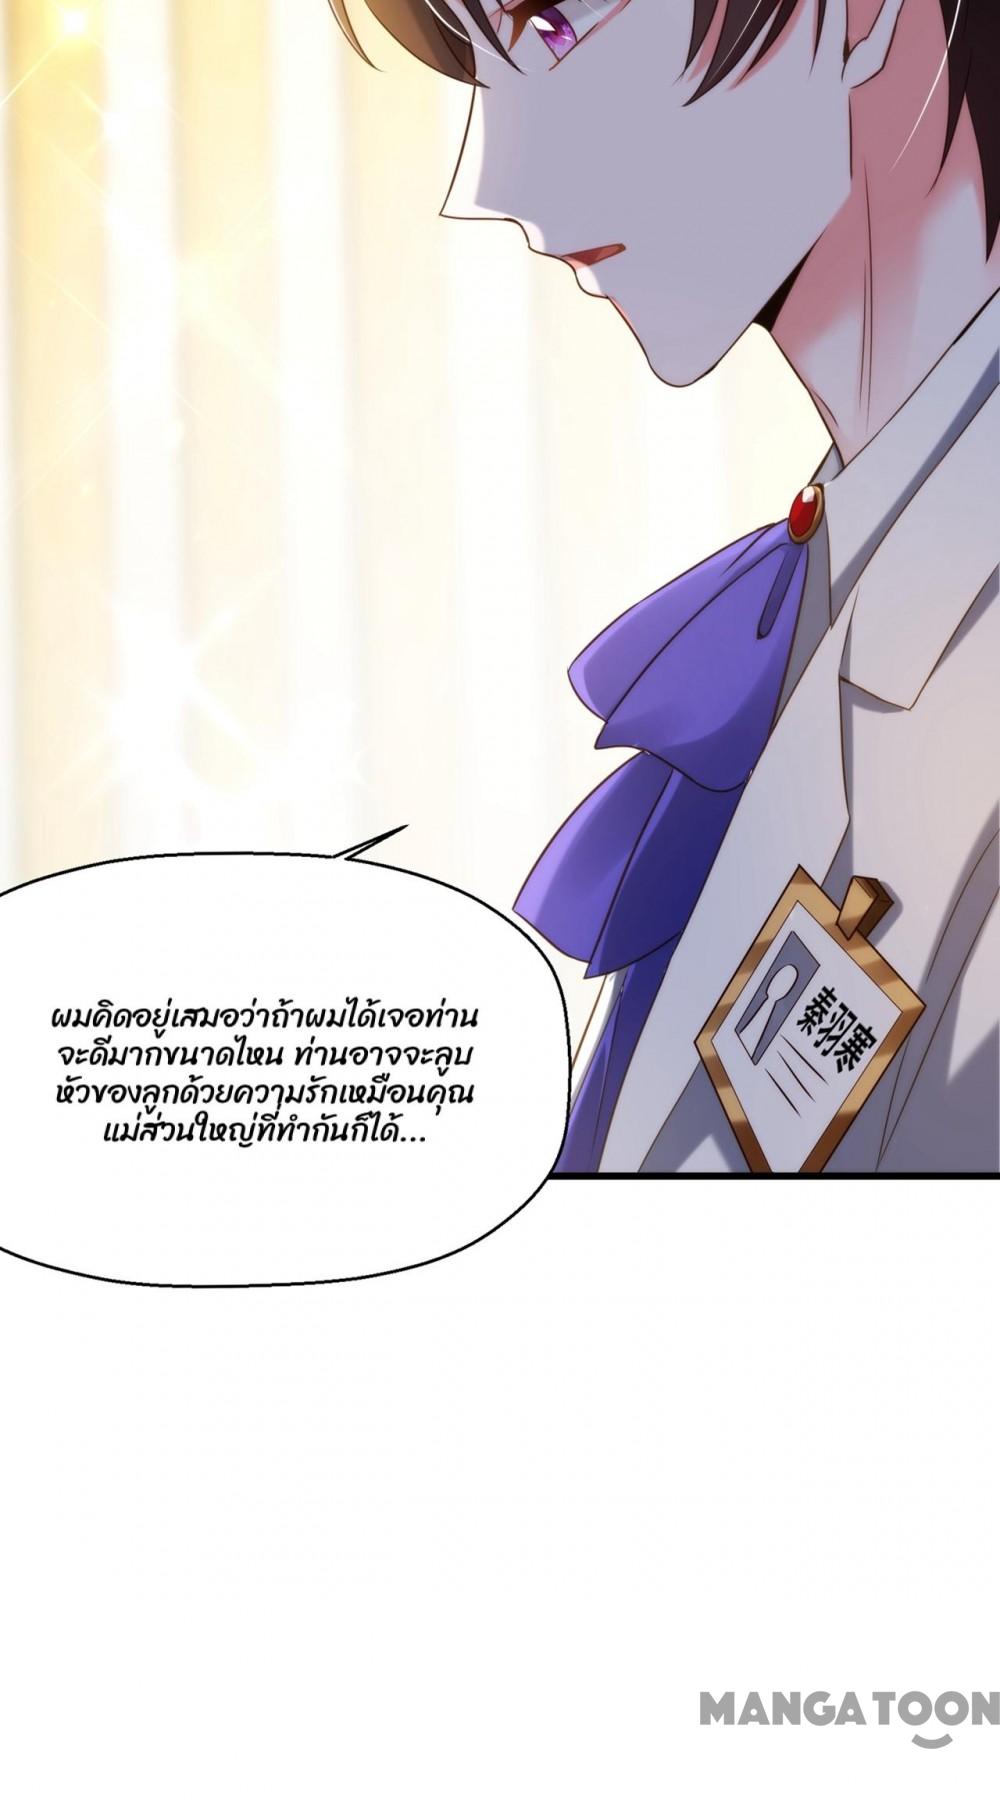 秦羽寒
ผมคิดอยู่เสมอว่าถ้าผมได้เจอท่าน
จะดีมากขนาดไหน ท่านอาจจะลูบ
หัวของลูกด้วยความรักเหมือนคุณ
แม่ส่วนใหญ่ที่ทำกันก็ได้...
MANGATOON